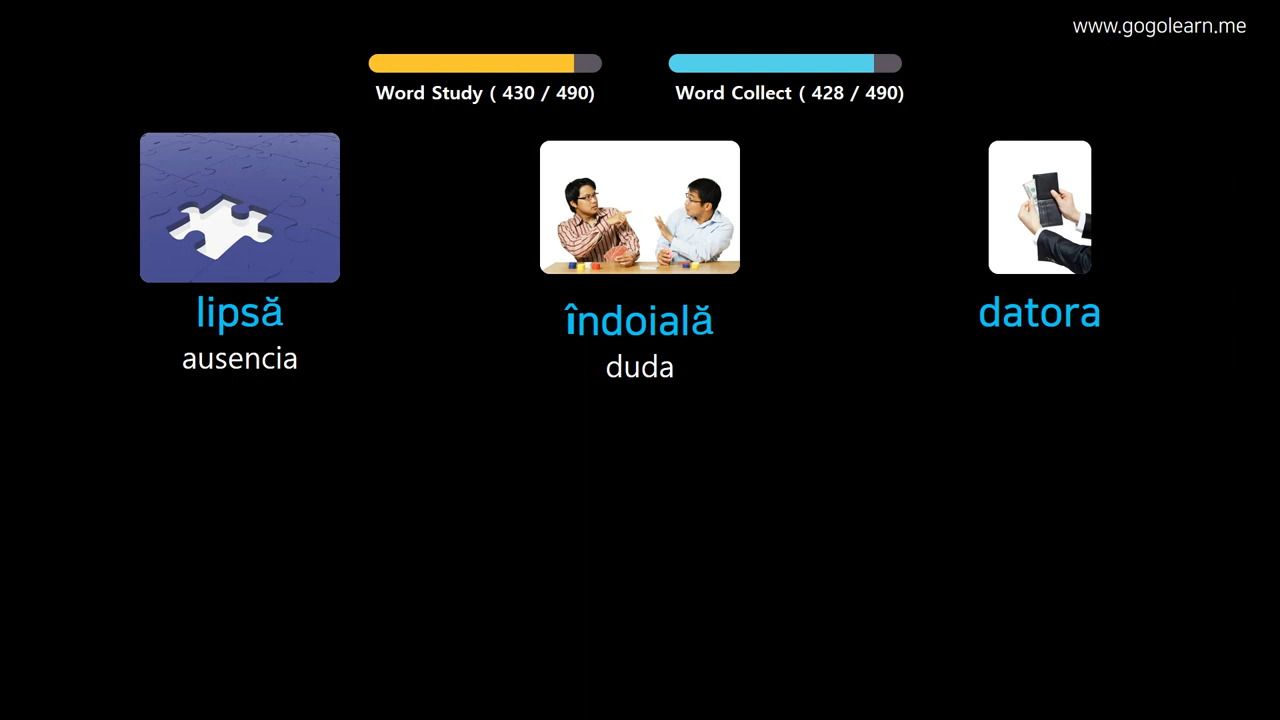 www.gogolearn.me
Word Study ( 430 / 490)
Word Collect ( 428 / 490)
lipsă
ausencia
îndoială
duda
datora